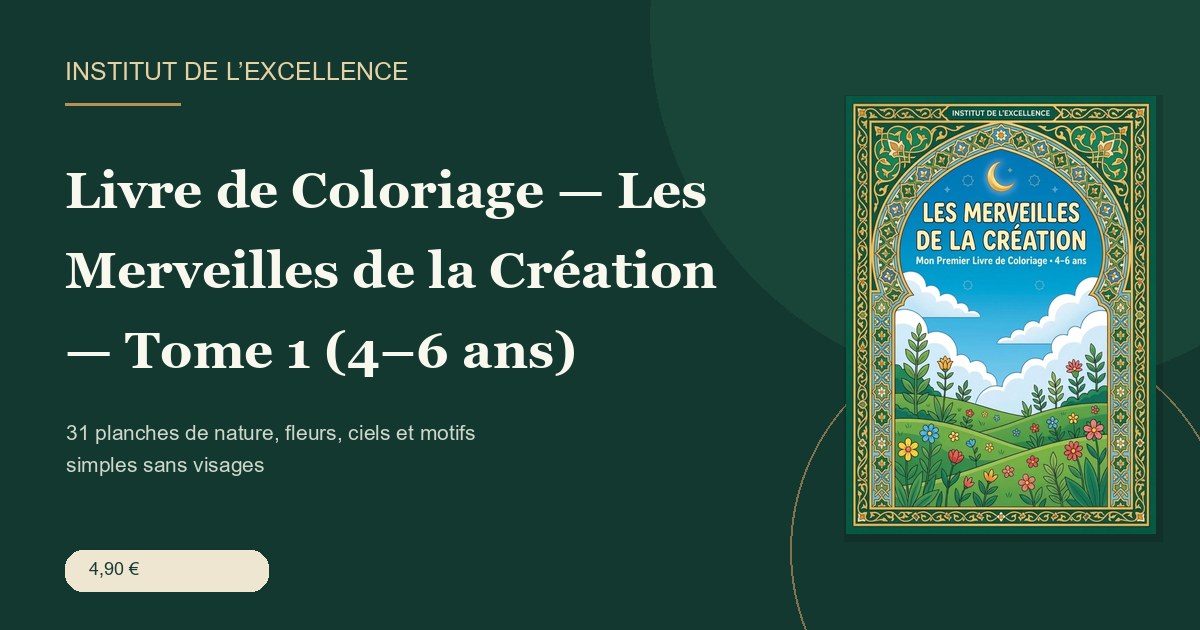 INSTITUT DE L’EXCELLENCE
Livre de Coloriage — Les
Merveilles de la Création
— Tome 1 (4–6 ans)
31 planches de nature, fleurs, ciels et motifs
simples sans visages
4,90 €
INSTITUT DE L'EXCELLENCE
LES MERVEILLES
DE LA CRÉATION
Mon Premier Livre de Coloriage • 4-6 ans